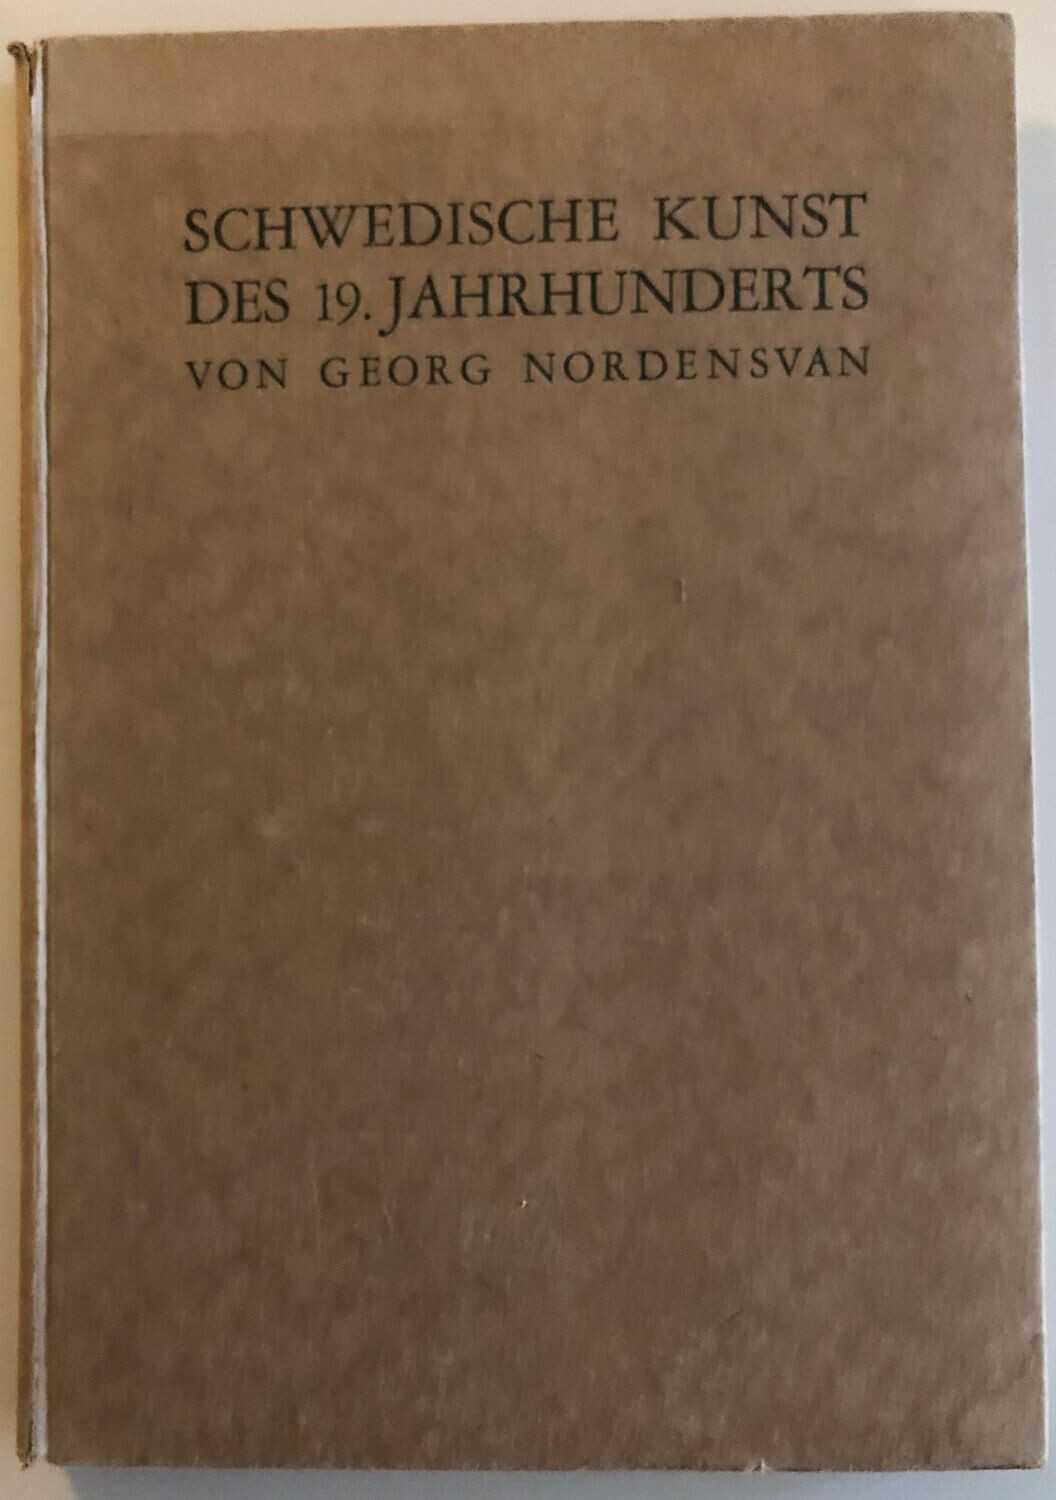 SCHWEDISCHE KUNST
DES 19. JAHRHUNDERTS
VON GEORG NORDENSVAN